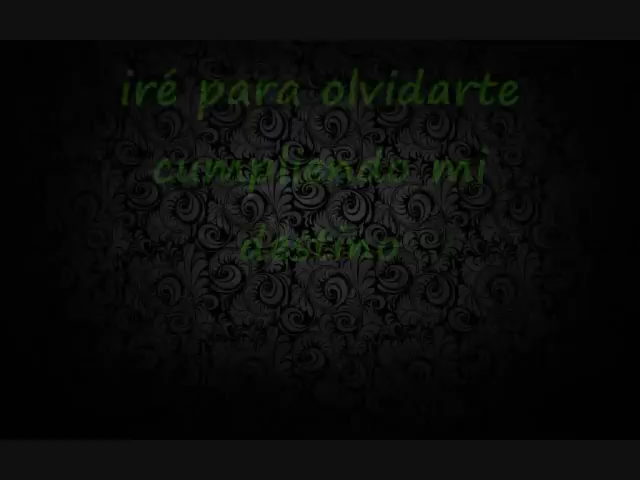 iré para olvidarte
cumpliendo mi
destino